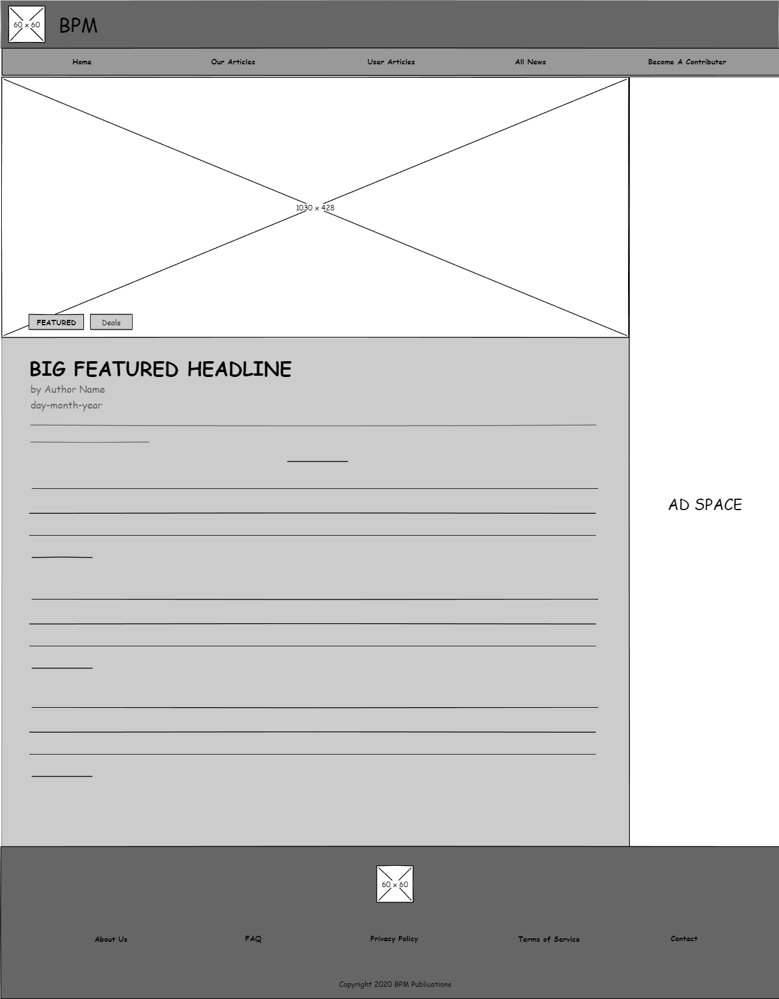 60 x 60
BPM
Home
Our Articles
User Articles
All News
Become A Contributer
1030 x 428
FEATURED
Deals
BIG FEATURED HEADLINE
by Author Name
day-month-year
AD SPACE
60 x 60
About Us
FAQ
Privacy Policy
Terms of Service
Contact
Copyright 2020 BPM Publications